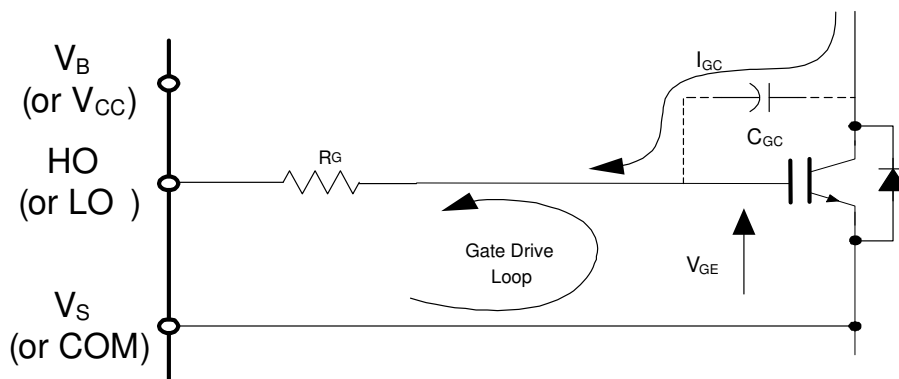 V_B
(or V_CC)
HO
(or LO )
V_S
(or COM)
R_G
I_GC
C_GC
V_GE
Gate Drive
Loop